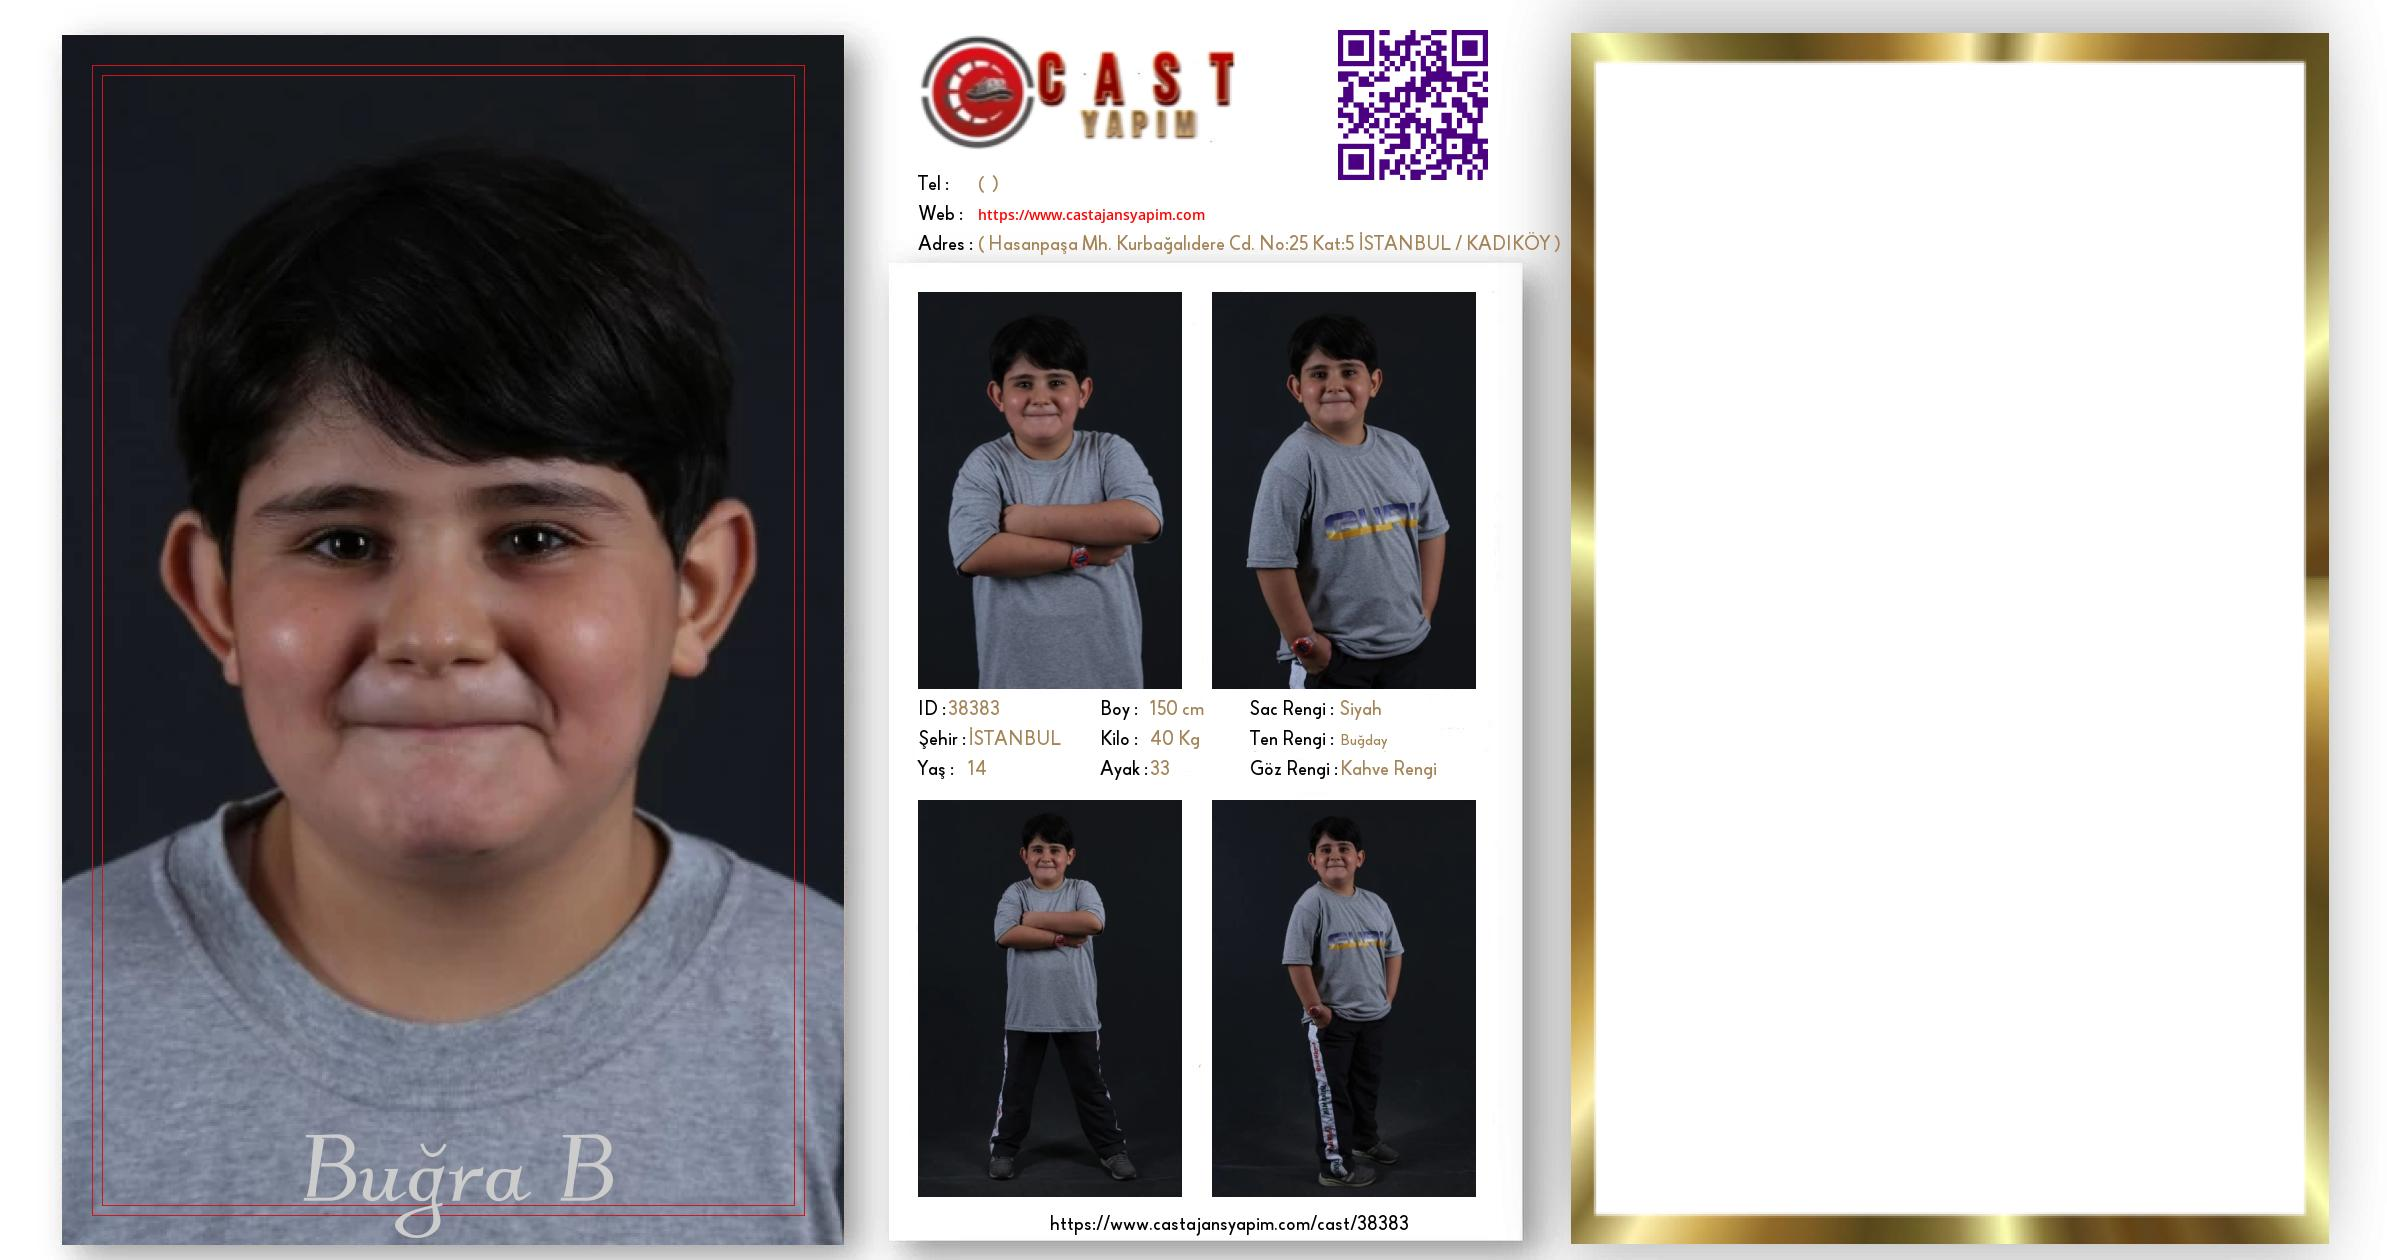 Buğra B
CAST
YAPIM
Tel : ( )
Web : https://www.castajansyapim.com
Adres : ( Hasanpaşa Mh. Kurbağalıdere Cd. No:25 Kat:5 İSTANBUL / KADIKÖY )
ID : 38383 Boy : 150 cm Sac Rengi : Siyah
Şehir : İSTANBUL Kilo : 40 Kg Ten Rengi : Buğday
Yaş : 14 Ayak : 33 Göz Rengi : Kahve Rengi
https://www.castajansyapim.com/cast/38383